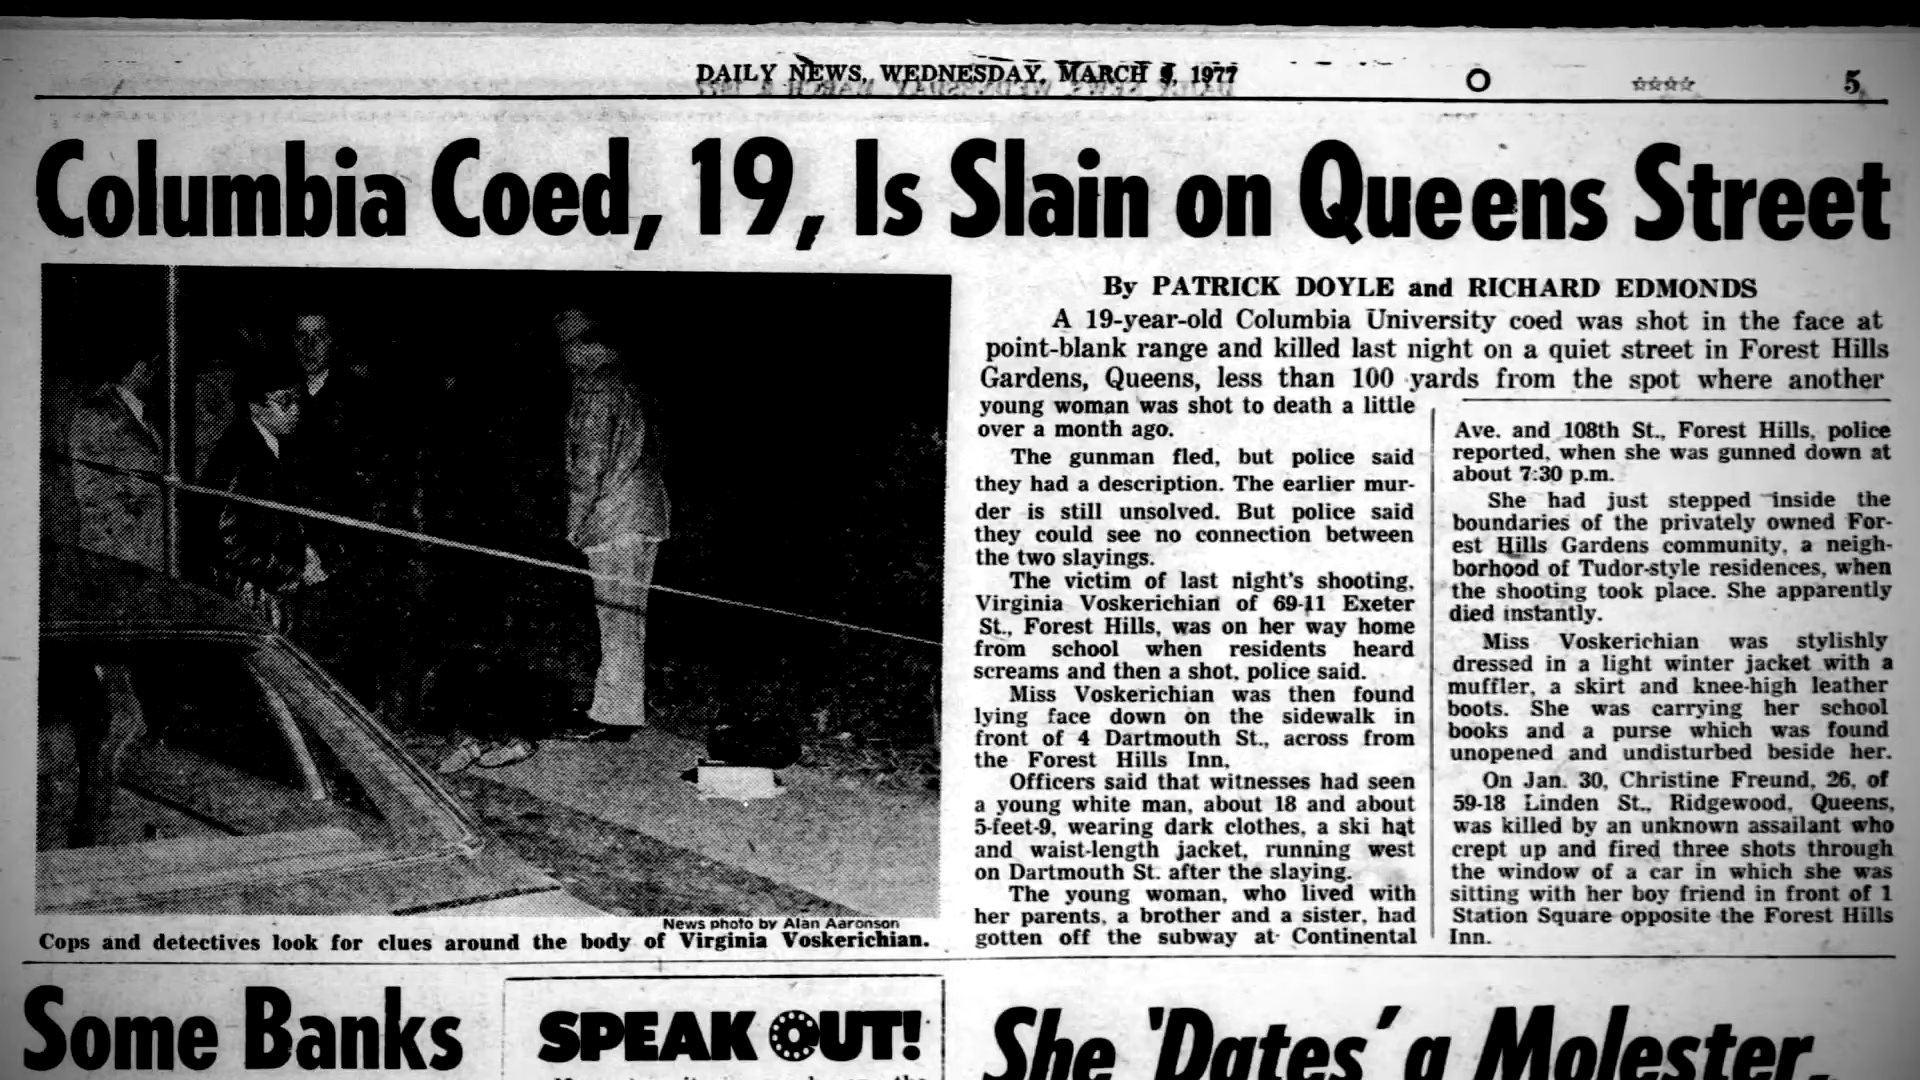 DAILY NEWS, WEDNESDAY, MARCH 9, 1977
5
Columbia Coed, 19, Is Slain on Queens Street
By PATRICK DOYLE and RICHARD EDMONDS
A 19-year-old Columbia University coed was shot in the face at
point-blank range and killed last night on a quiet street in Forest Hills
Gardens, Queens, less than 100 yards from the spot where another
young woman was shot to death a little
over a month ago.
The gunman fled, but police said
they had a description. The earlier mur-
der is still unsolved. But police said
they could see no connection between
the two slayings.
The victim of last night's shooting,
Virginia Voskerichian of 69-11 Exeter
St., Forest Hills, was on her way home
from school when residents heard
screams and then a shot, police said.
Miss Voskerichian was then found
lying face down on the sidewalk in
front of 4 Dartmouth St., across from
the Forest Hills Inn.
Officers said that witnesses had seen
a young white man, about 18 and about
5-feet-9, wearing dark clothes, a ski hat
and waist-length jacket, running west
on Dartmouth St. after the slaying.
The young woman, who lived with
her parents, a brother and a sister, had
gotten off the subway at Continental
Ave. and 108th St., Forest Hills, police
reported, when she was gunned down at
about 7:30 p.m.
She had just stepped inside the
boundaries of the privately owned For-
est Hills Gardens community, a neigh-
borhood of Tudor-style residences, when
the shooting took place. She apparently
died instantly.
Miss Voskerichian was stylishly
dressed in a light winter jacket with a
muffler, a skirt and knee-high leather
boots. She was carrying her school
books and a purse which was found
unopened and undisturbed beside her.
On Jan. 30, Christine Freund, 26, of
59-18 Linden St., Ridgewood, Queens,
was killed by an unknown assailant who
crept up and fired three shots through
the window of a car in which she was
sitting with her boy friend in front of 1
Station Square opposite the Forest Hills
Inn.
News photo by Alan Aaronson
Cops and detectives look for clues around the body of Virginia Voskerichian.
Some Banks
SPEAK OUT!
She 'Dates' a Molester,